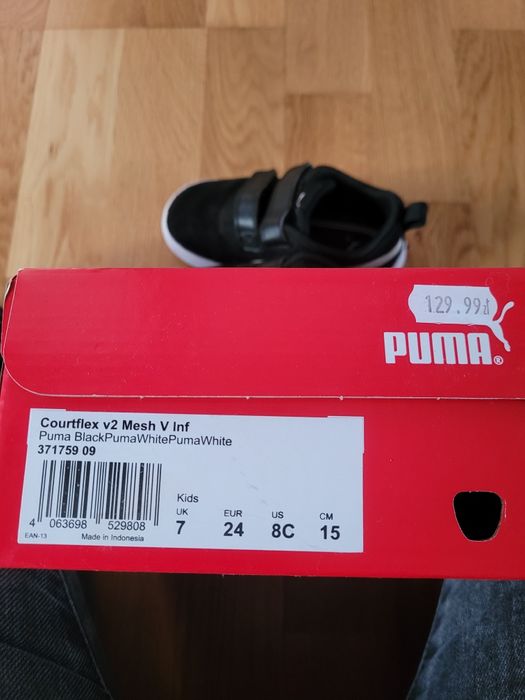 129.99zł
PUMA®
Courtflex v2 Mesh V Inf
Puma BlackPumaWhitePumaWhite
371759 09
Kids
UK EUR US CM
7 24 8C 15
4 063698 529808
EAN-13 Made in Indonesia